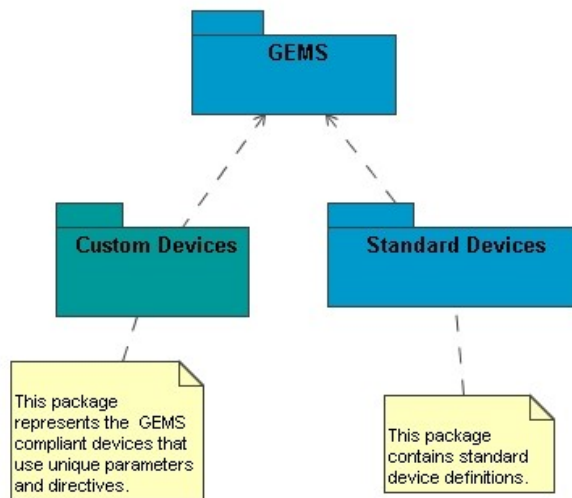 GEMS
Custom Devices
Standard Devices
This package
represents the GEMS
compliant devices that
use unique parameters
and directives.
This package
contains standard
device definitions.